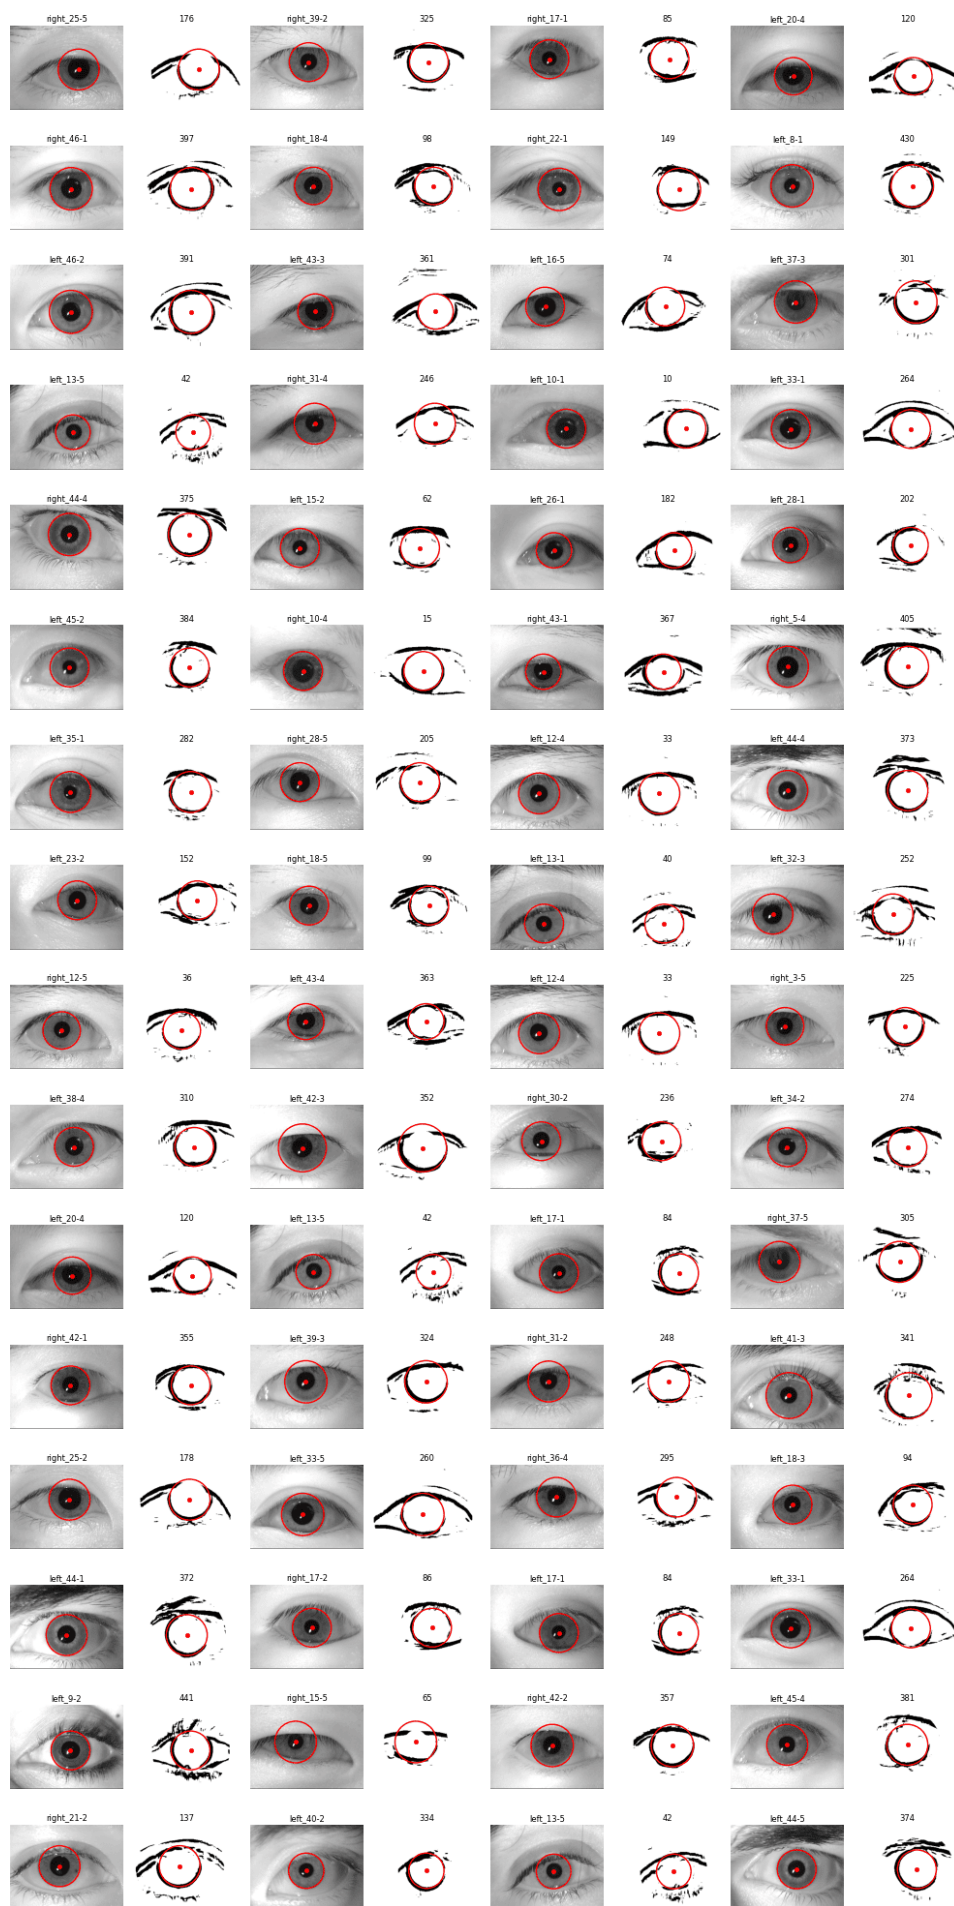 right_25-5 176 right_39-2 325 right_17-1 85 left_20-4 120
right_46-1 397 right_18-4 98 right_22-1 149 left_8-1 430
left_46-2 391 left_43-3 361 left_16-5 74 left_37-3 301
left_13-5 42 right_31-4 246 left_10-1 10 left_33-1 264
right_44-4 375 left_15-2 62 left_26-1 182 left_28-1 202
left_45-2 384 right_10-4 15 right_43-1 367 right_5-4 405
left_35-1 282 right_28-5 205 left_12-4 33 left_44-4 373
left_23-2 152 right_18-5 99 left_13-1 40 left_32-3 252
right_12-5 36 left_43-4 363 left_12-4 33 right_3-5 225
left_38-4 310 left_42-3 352 right_30-2 236 left_34-2 274
left_20-4 120 left_13-5 42 left_17-1 84 right_37-5 305
right_42-1 355 left_39-3 324 right_31-2 248 left_41-3 341
right_25-2 178 left_33-5 260 right_36-4 295 left_18-3 94
left_44-1 372 right_17-2 86 left_17-1 84 left_33-1 264
left_9-2 441 right_15-5 65 right_42-2 357 left_45-4 381
right_21-2 137 left_40-2 334 left_13-5 42 left_44-5 374